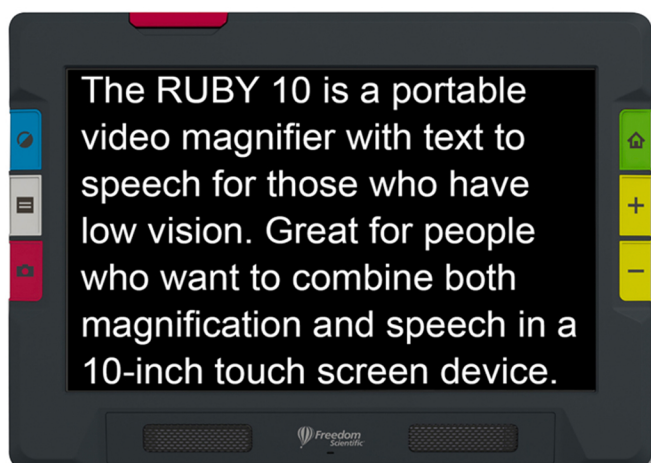 The RUBY 10 is a portable
video magnifier with text to
speech for those who have
low vision. Great for people
who want to combine both
magnification and speech in a
10-inch touch screen device.
Freedom
Scientific